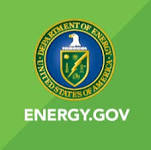 DEPARTMENT OF ENERGY
UNITED STATES OF AMERICA
ENERGY.GOV